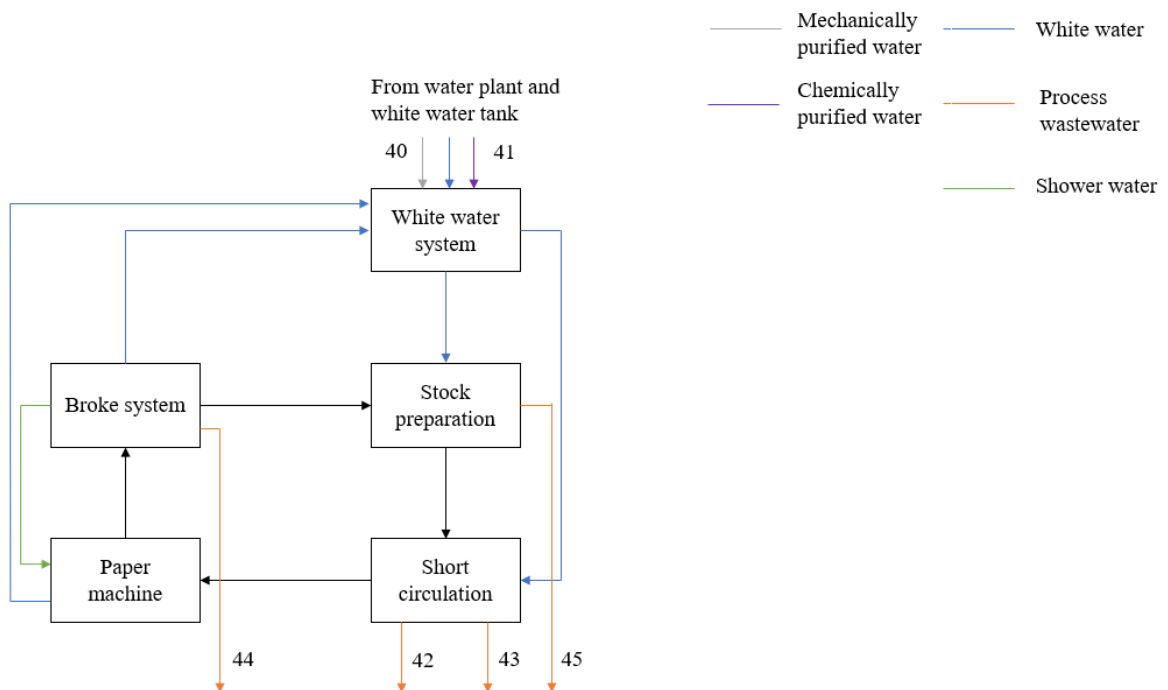 Mechanically
purified water
White water
Chemically
purified water
Process
wastewater
Shower water
From water plant and
white water tank
40
41
White water
system
Broke system
Stock
preparation
Paper
machine
Short
circulation
44
42
43
45